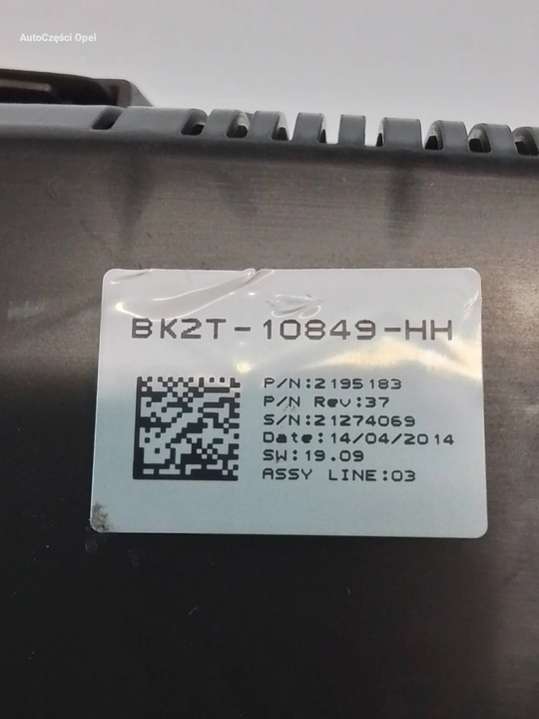 AutoCzęści Opel
BK2T-10849-HH
P/N:2195183
P/N Rev:37
S/N:21274069
Date:14/04/2014
SW:19.09
ASSY LINE:03